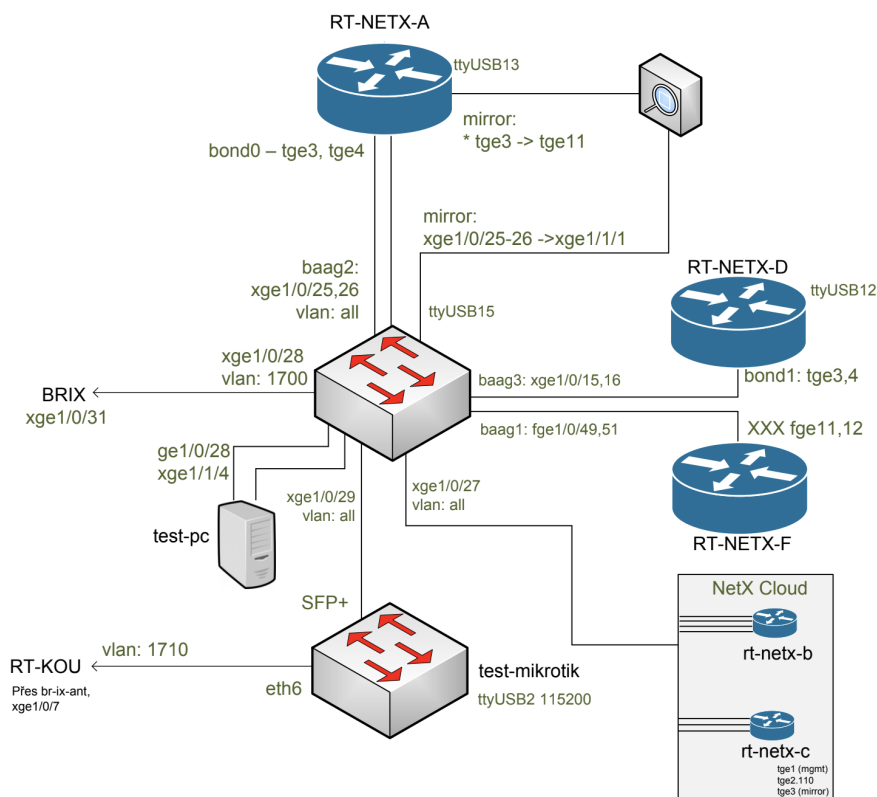 RT-NETX-A
ttyUSB13
mirror:
* tge3 -> tge11
bond0 – tge3, tge4
mirror:
xge1/0/25-26 ->xge1/1/1
baag2:
xge1/0/25,26
vlan: all
ttyUSB15
RT-NETX-D
ttyUSB12
xge1/0/28
vlan: 1700
BRIX
xge1/0/31
baag3: xge1/0/15,16
bond1: tge3,4
baag1: fge1/0/49,51
XXX fge11,12
ge1/0/28
xge1/1/4
xge1/0/29
vlan: all
xge1/0/27
vlan: all
test-pc
RT-NETX-F
NetX Cloud
SFP+
rt-netx-b
vlan: 1710
RT-KOU
Přes br-ix-ant,
xge1/0/7
eth6
test-mikrotik
ttyUSB2 115200
rt-netx-c
tge1 (mgmt)
tge2.110
tge3 (mirror)